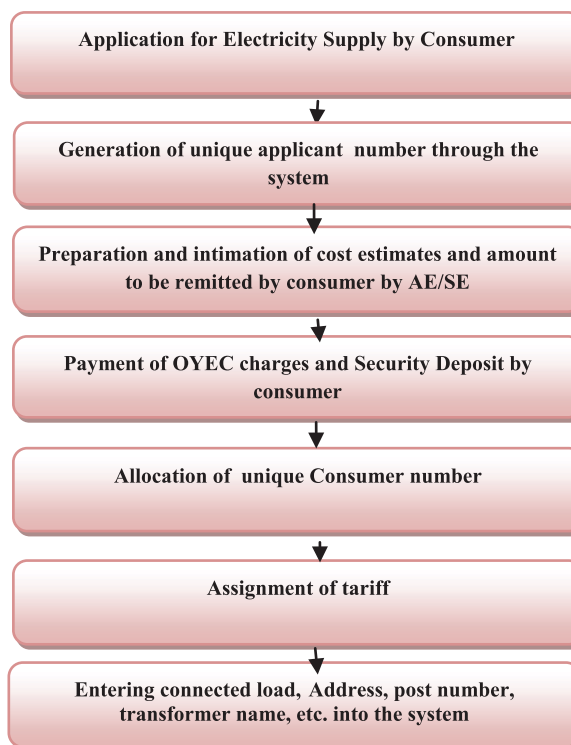 Application for Electricity Supply by Consumer
Generation of unique applicant number through the
system
Preparation and intimation of cost estimates and amount
to be remitted by consumer by AE/SE
Payment of OYEC charges and Security Deposit by
consumer
Allocation of unique Consumer number
Assignment of tariff
Entering connected load, Address, post number,
transformer name, etc. into the system